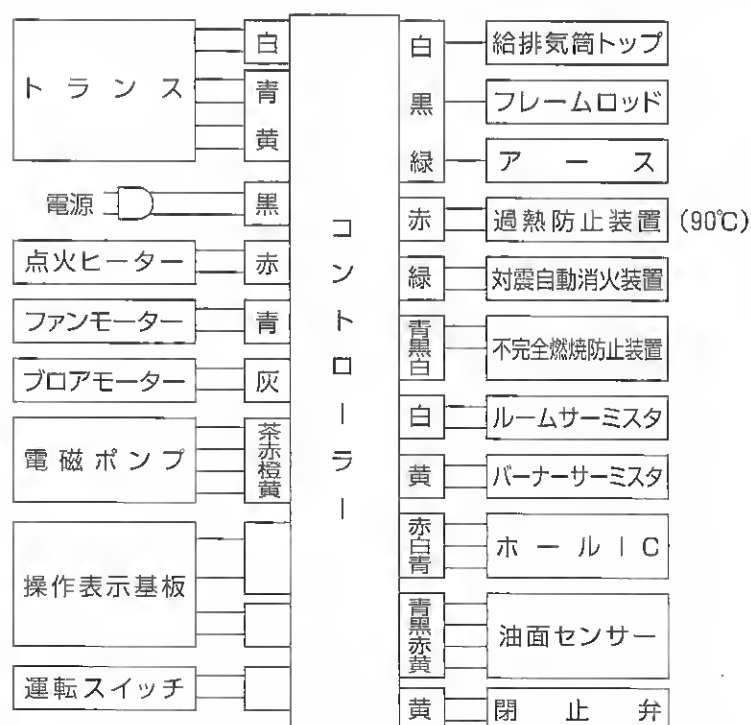 トランス
白
青
黄
電源
黒
点火ヒーター
赤
ファンモーター
青
ブロアモーター
灰
電磁ポンプ
茶
赤
橙
黄
操作表示基板
運転スイッチ
コントローラー
白
給排気筒トップ
黒
フレームロッド
緑
アース
赤
過熱防止装置 (90℃)
緑
対震自動消火装置
青
黒
白
不完全燃焼防止装置
白
ルームサーミスタ
黄
バーナーサーミスタ
赤
白
青
ホールIC
青
黒
赤
黄
油面センサー
黄
閉止弁